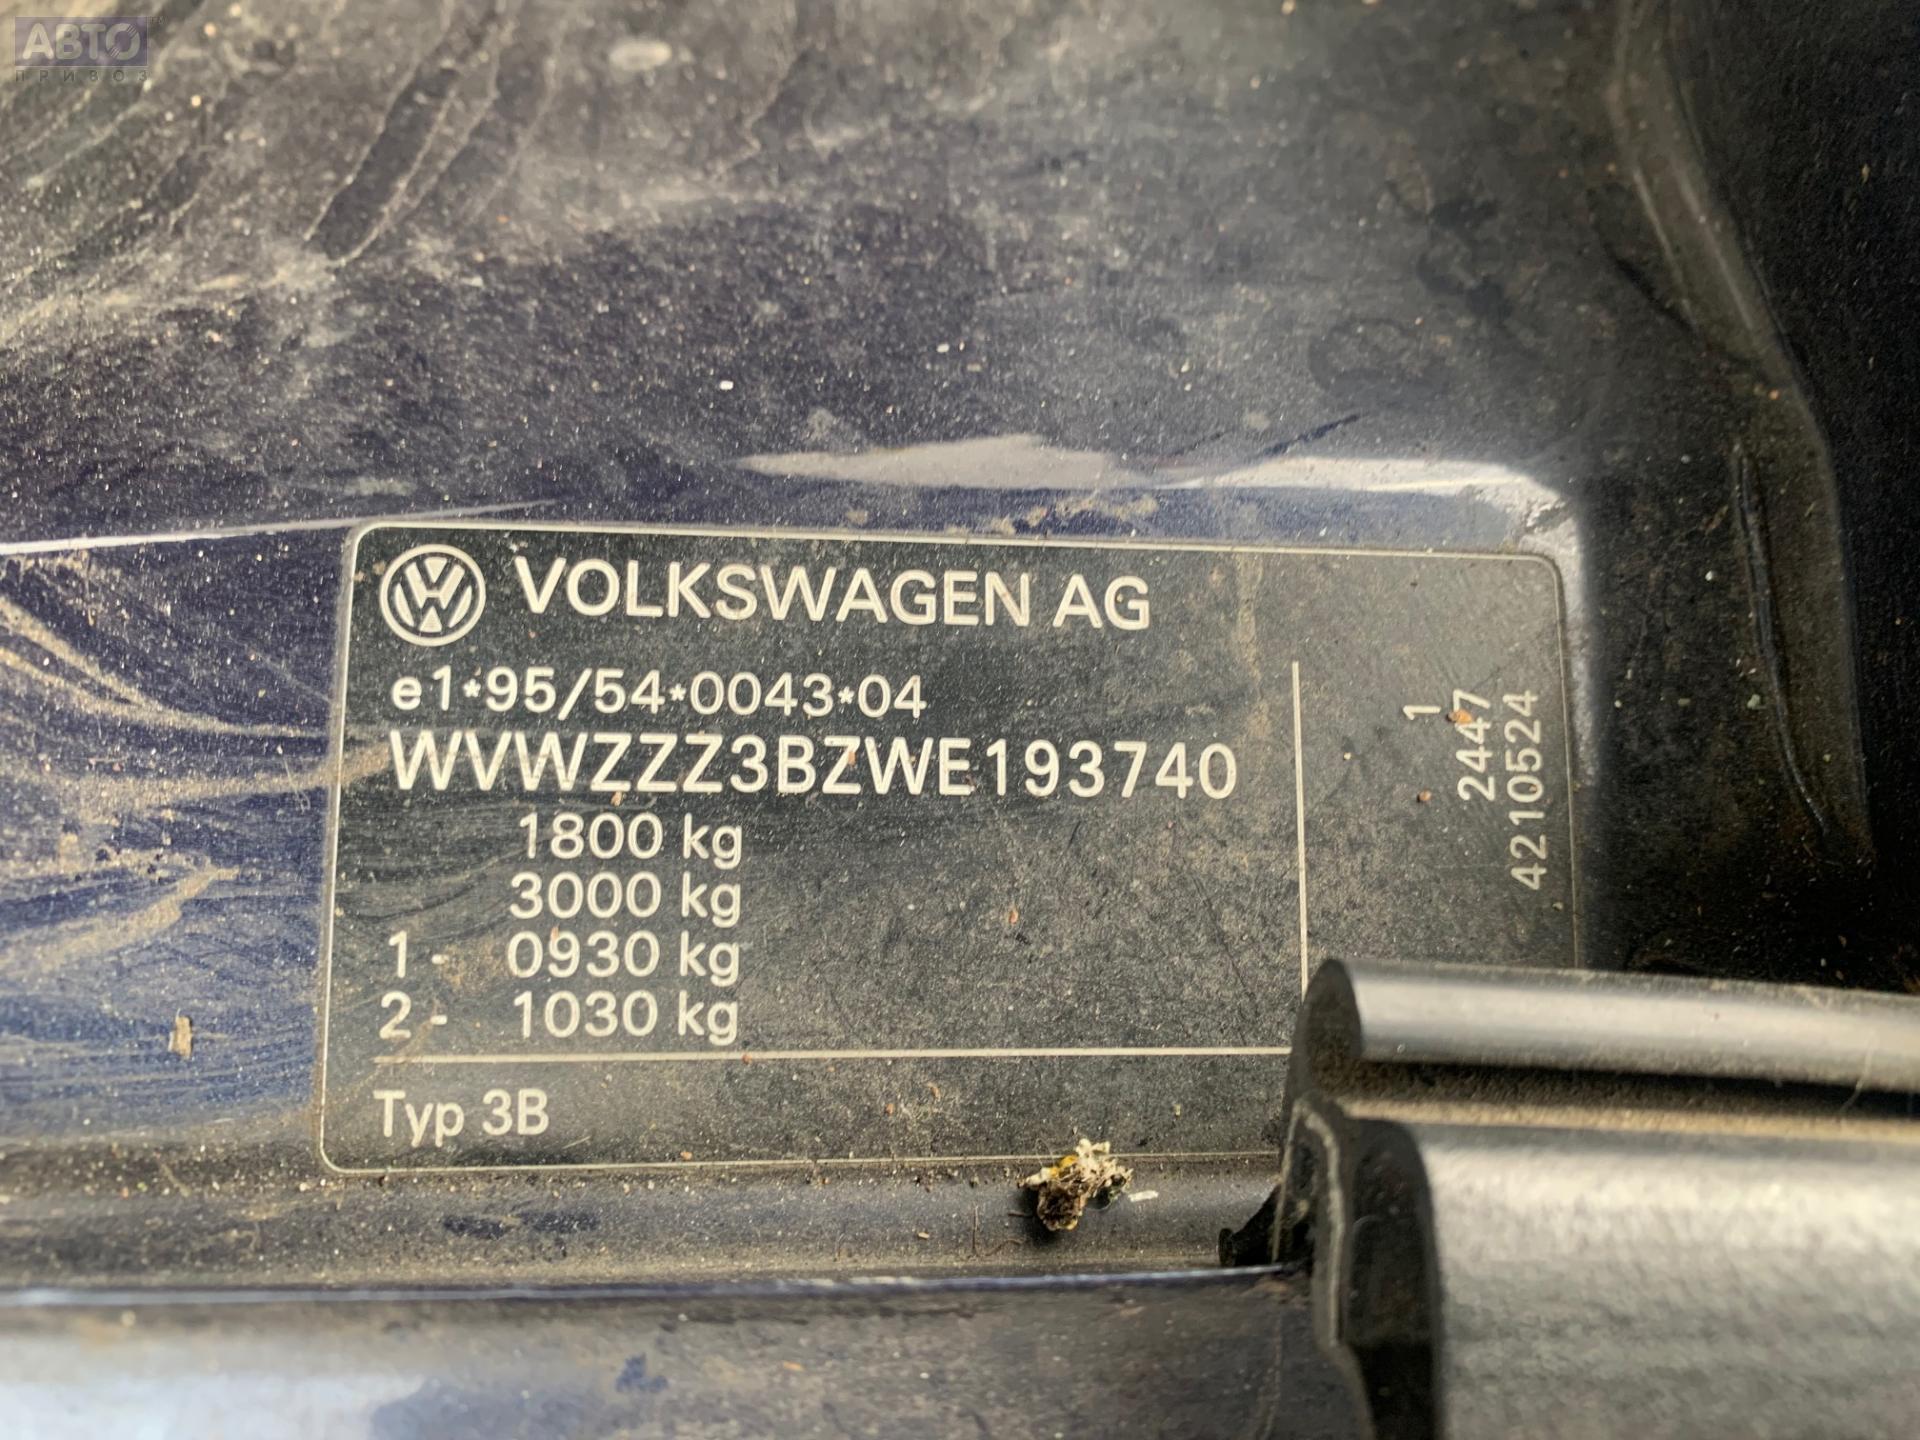 АВТО
ПРИВОЗ
VOLKSWAGEN AG
e1*95/54*0043*04
WVWZZZ3BZWE193740
1800 kg
3000 kg
1- 0930 kg
2- 1030 kg
Typ 3B
1
2447
4210524